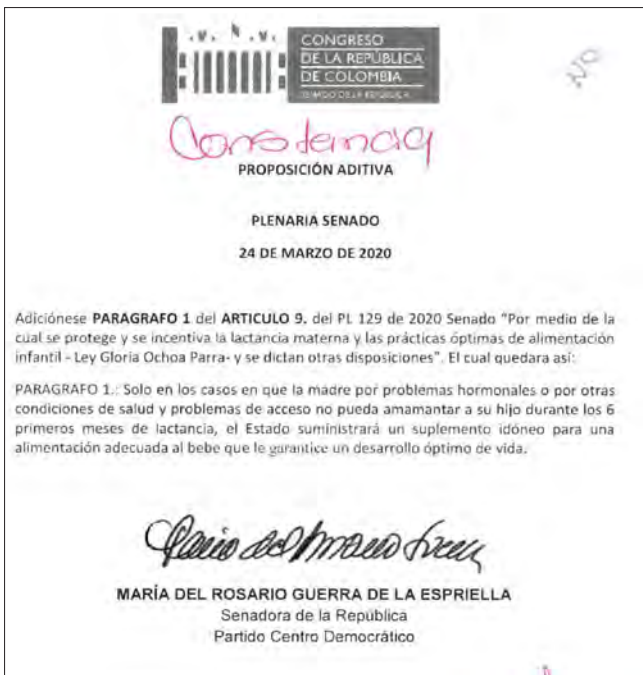 CONGRESO
DE LA REPÚBLICA
DE COLOMBIA
SENADO DE LA REPÚBLICA
NO
Constancia
PROPOSICIÓN ADITIVA
PLENARIA SENADO
24 DE MARZO DE 2020
Adiciónese PARAGRAFO 1 del ARTICULO 9. del PL 129 de 2020 Senado "Por medio de la
cual se protege y se incentiva la lactancia materna y las prácticas óptimas de alimentación
infantil - Ley Gloria Ochoa Parra- y se dictan otras disposiciones". El cual quedara así:
PARAGRAFO 1.: Solo en los casos en que la madre por problemas hormonales o por otras
condiciones de salud y problemas de acceso no pueda amamantar a su hijo durante los 6
primeros meses de lactancia, el Estado suministrará un suplemento idóneo para una
alimentación adecuada al bebe que le garantice un desarrollo óptimo de vida.
MARÍA DEL ROSARIO GUERRA DE LA ESPRIELLA
Senadora de la República
Partido Centro Democrático